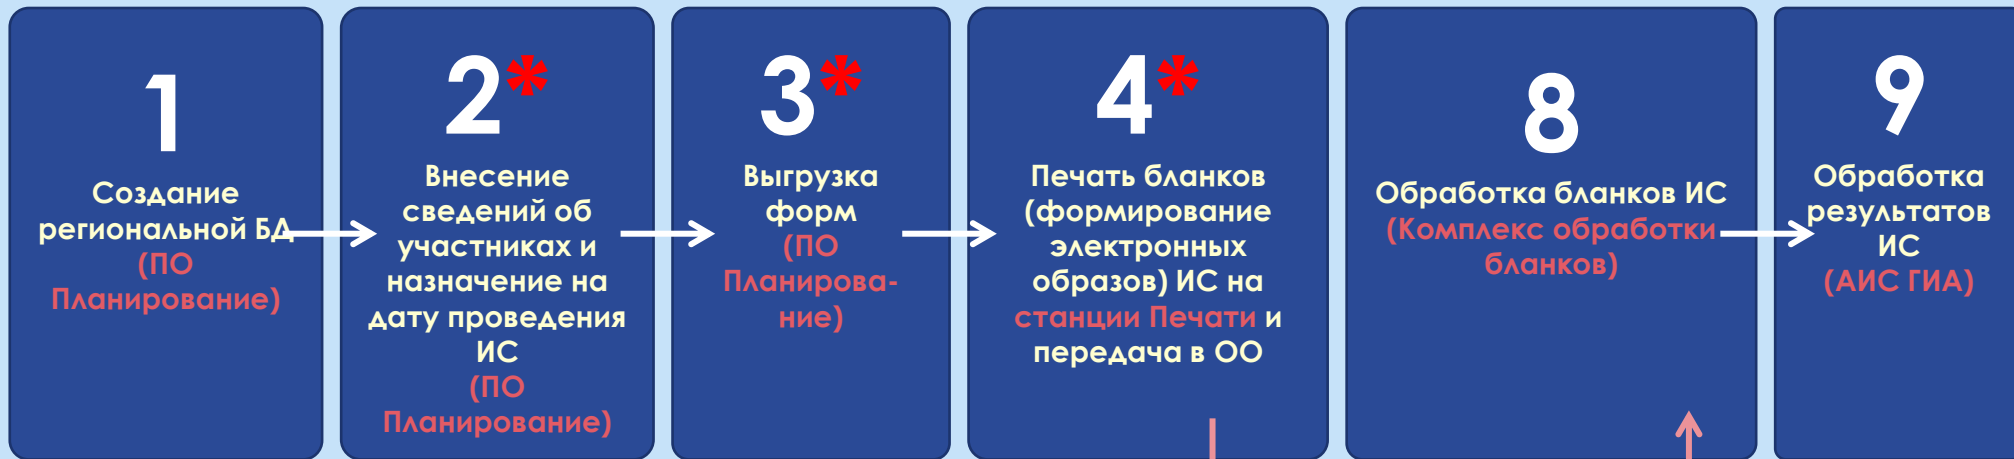 1
Создание
региональной БД
(ПО
Планирование)
2*
Внесение
сведений об
участниках и
назначение на
дату проведения
ИС
(ПО
Планирование)
3*
Выгрузка
форм
(ПО
Планирова-
ние)
4*
Печать бланков
(формирование
электронных
образов) ИС на
станции Печати и
передача в ОО
8
Обработка бланков ИС
(Комплекс обработки
бланков)
9
Обработка
результатов
ИС
(АИС ГИА)